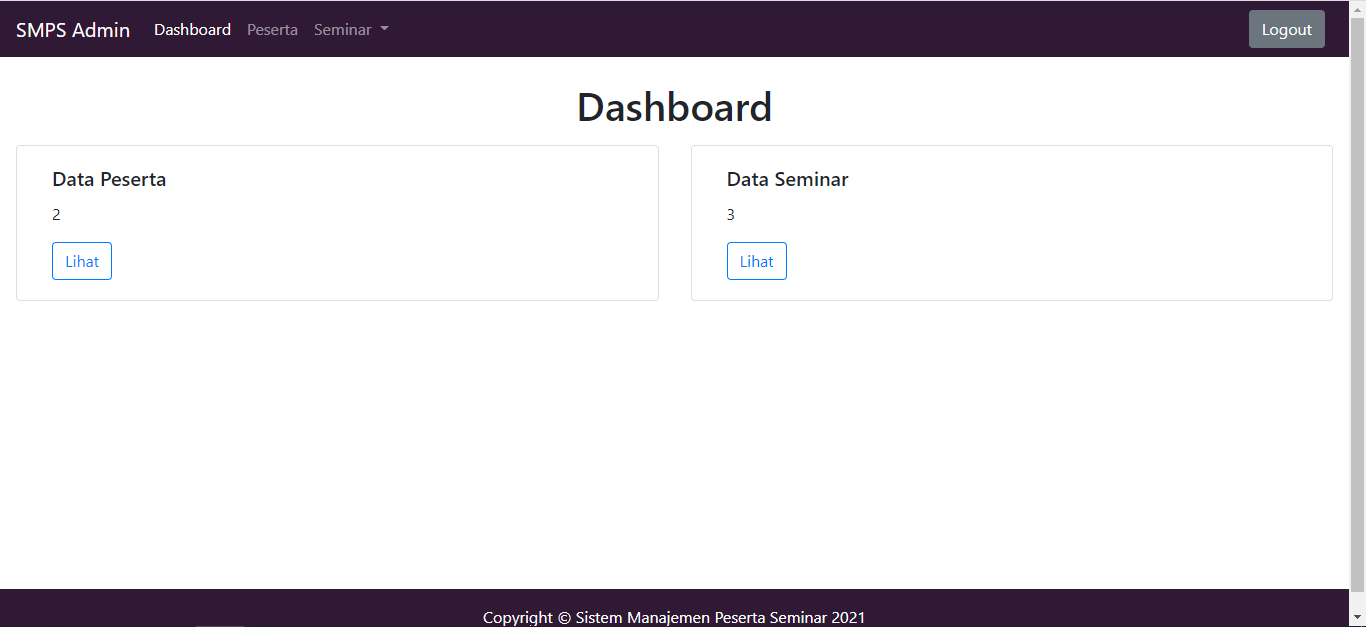 SMPS Admin Dashboard Peserta Seminar Logout
Dashboard
Data Peserta
2
Lihat
Data Seminar
3
Lihat
Copyright © Sistem Manajemen Peserta Seminar 2021